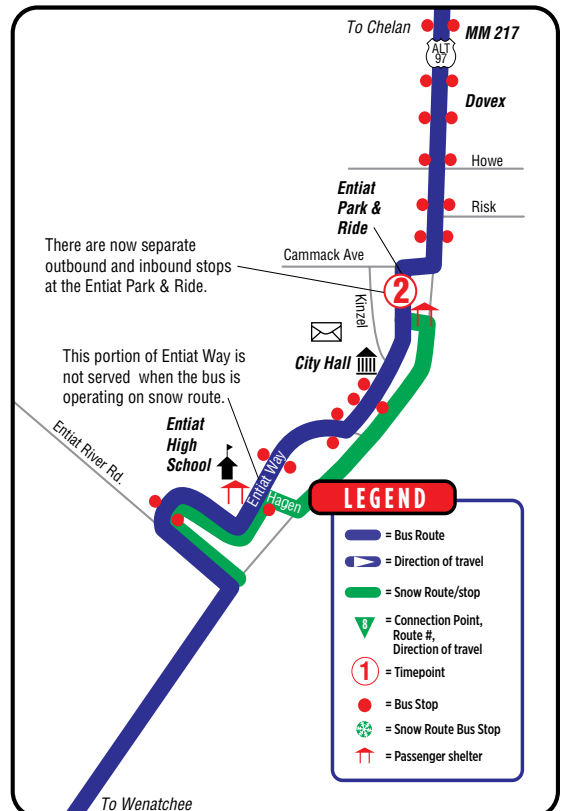 To Chelan
MM 217
ALT
97
Dovex
Howe
Entiat
Park &
Ride
Risk
There are now separate
outbound and inbound stops
at the Entiat Park & Ride.
Cammack Ave
2
Kinzel
This portion of Entiat Way is
not served when the bus is
operating on snow route.
City Hall
Entiat
High
School
Entiat River Rd.
Entiat Way
Hagen
LEGEND
= Bus Route
= Direction of travel
= Snow Route/stop
8
= Connection Point,
Route #,
Direction of travel
1
= Timepoint
= Bus Stop
= Snow Route Bus Stop
= Passenger shelter
To Wenatchee